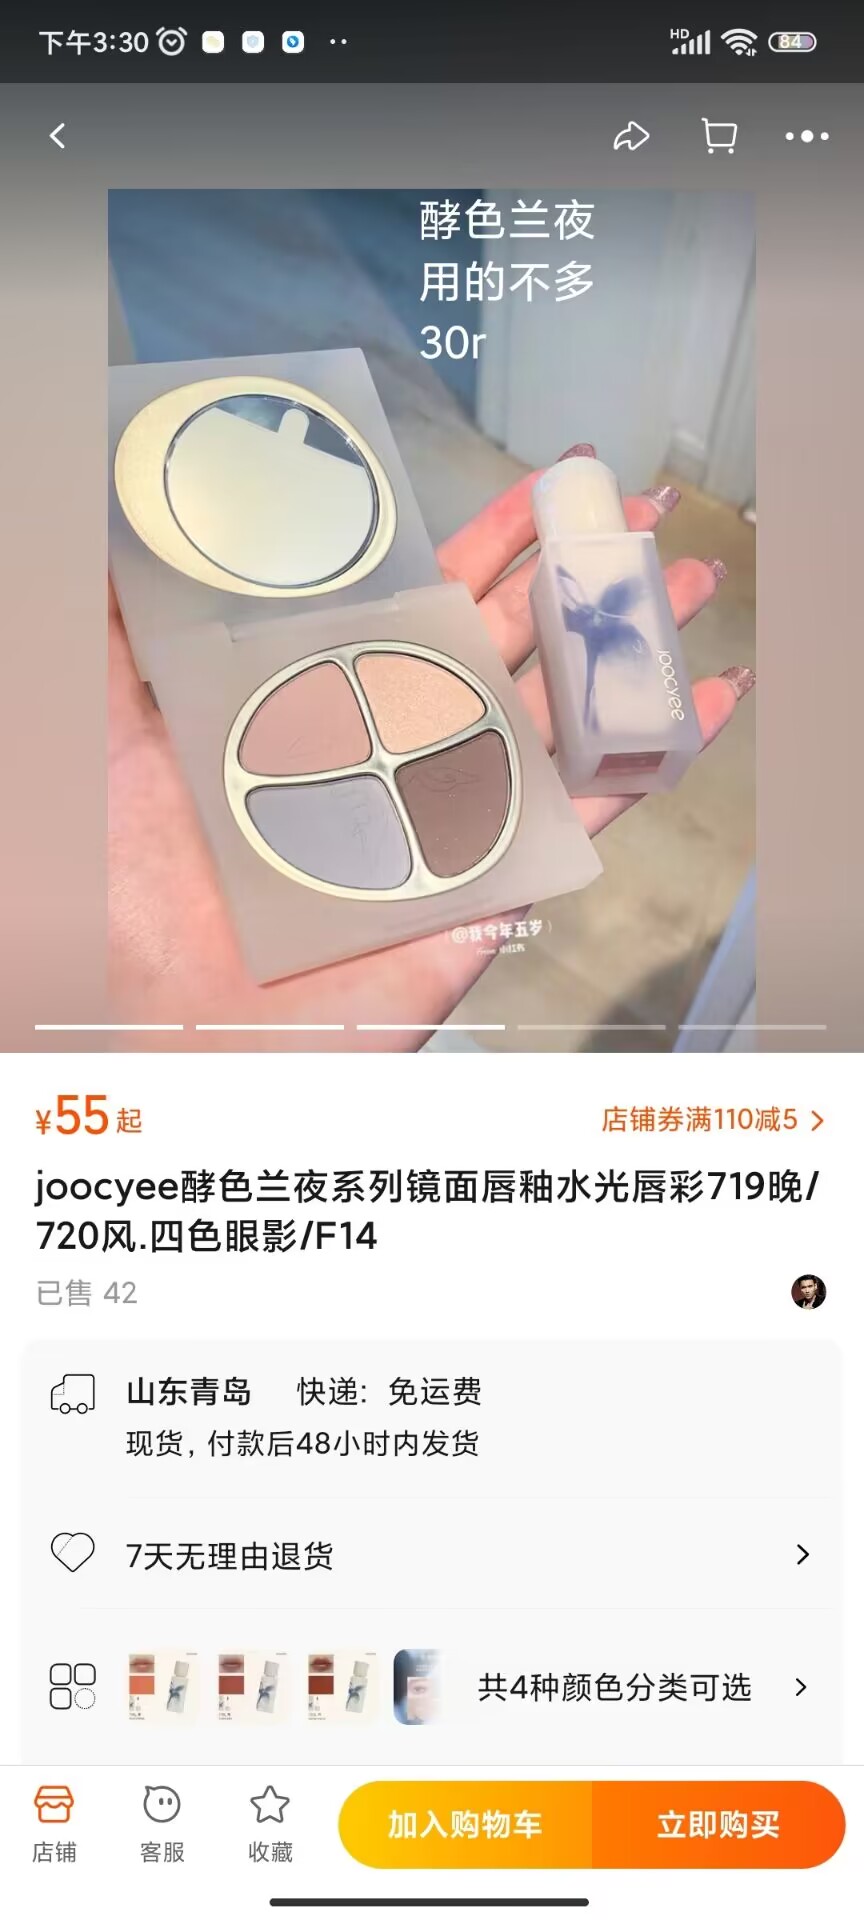 下午3:30
HD
84
酵色兰夜
用的不多
30r
joocyee
@我今年五岁
From 小红书
¥55起
店铺券满110减5
joocyee酵色兰夜系列镜面唇釉水光唇彩719晚/
720风.四色眼影/F14
已售 42
山东青岛 快递: 免运费
现货, 付款后48小时内发货
7天无理由退货
共4种颜色分类可选
店铺
客服
收藏
加入购物车
立即购买